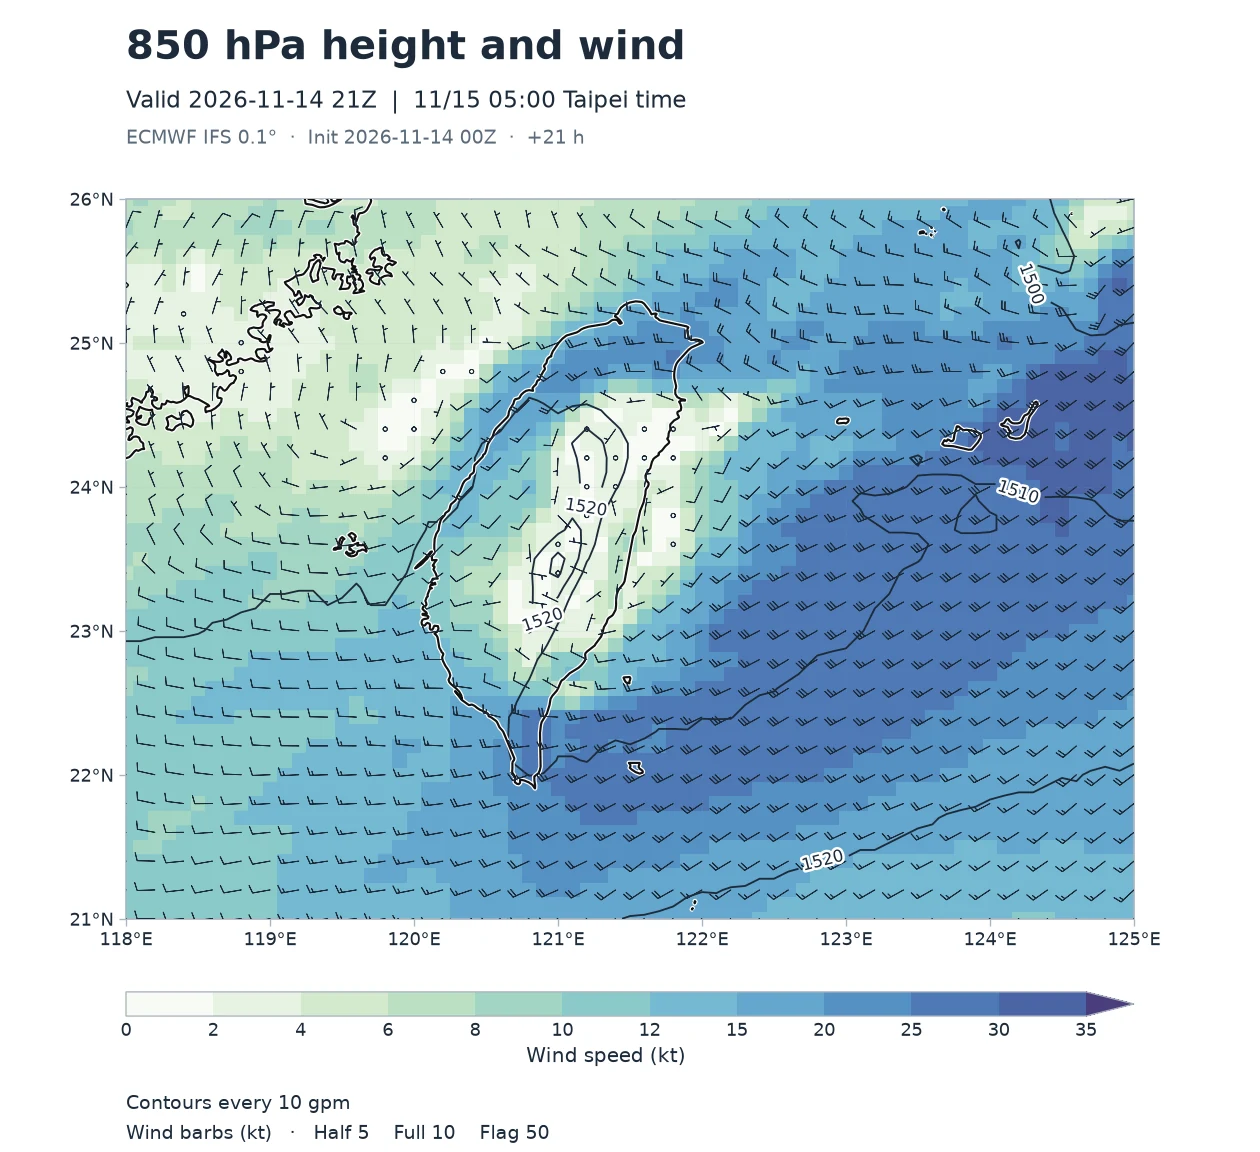 850 hPa height and wind
Valid 2026-11-14 21Z | 11/15 05:00 Taipei time
ECMWF IFS 0.1° · Init 2026-11-14 00Z · +21 h
26°N
25°N
24°N
23°N
22°N
21°N
1500
1510
1520
1520
1520
118°E 119°E 120°E 121°E 122°E 123°E 124°E 125°E
0 2 4 6 8 10 12 15 20 25 30 35
Wind speed (kt)
Contours every 10 gpm
Wind barbs (kt) · Half 5 Full 10 Flag 50